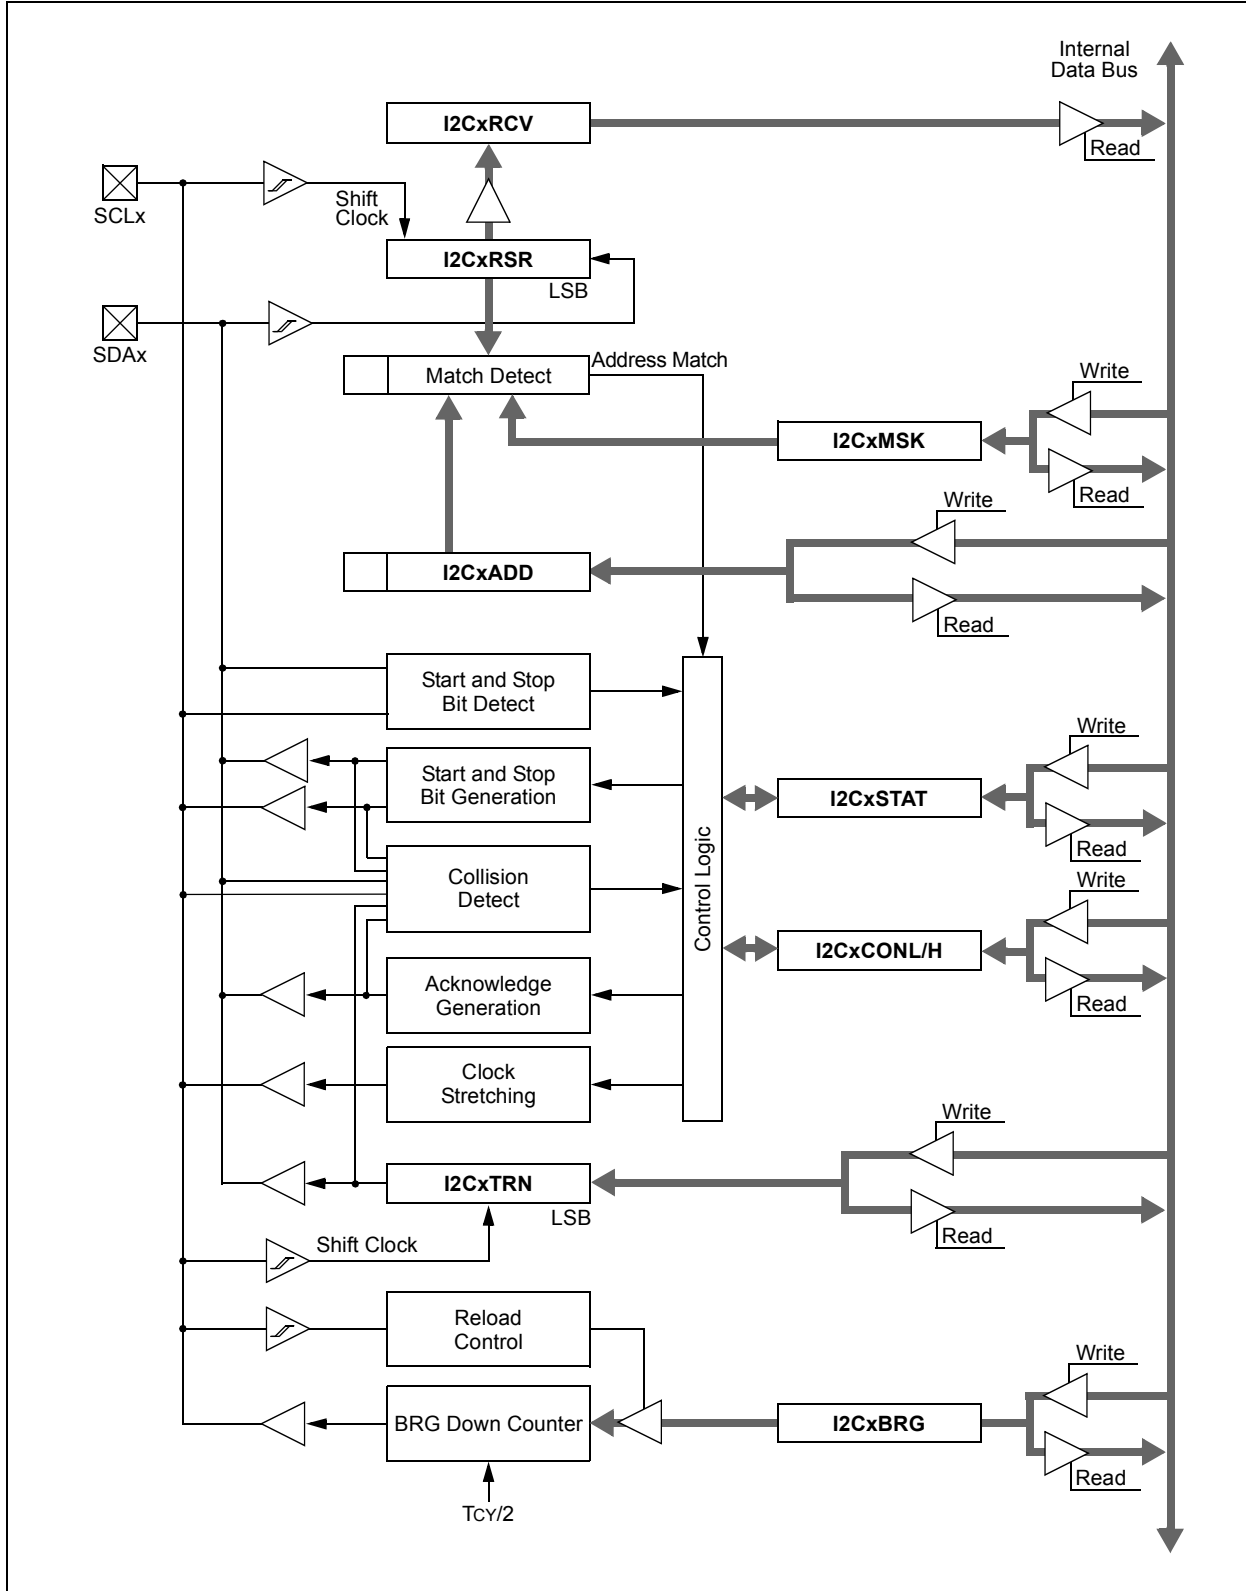 Internal
Data Bus
I2CxRCV
Read
SCLx
Shift
Clock
I2CxRSR
LSB
SDAx
Address Match
Match Detect
Write
I2CxMSK
Read
Write
I2CxADD
Read
Start and Stop
Bit Detect
Write
Start and Stop
Bit Generation
I2CxSTAT
Read
Control Logic
Collision
Detect
Write
I2CxCONL/H
Read
Acknowledge
Generation
Clock
Stretching
Write
I2CxTRN
LSB
Read
Shift Clock
Reload
Control
Write
BRG Down Counter
I2CxBRG
Read
TCY/2